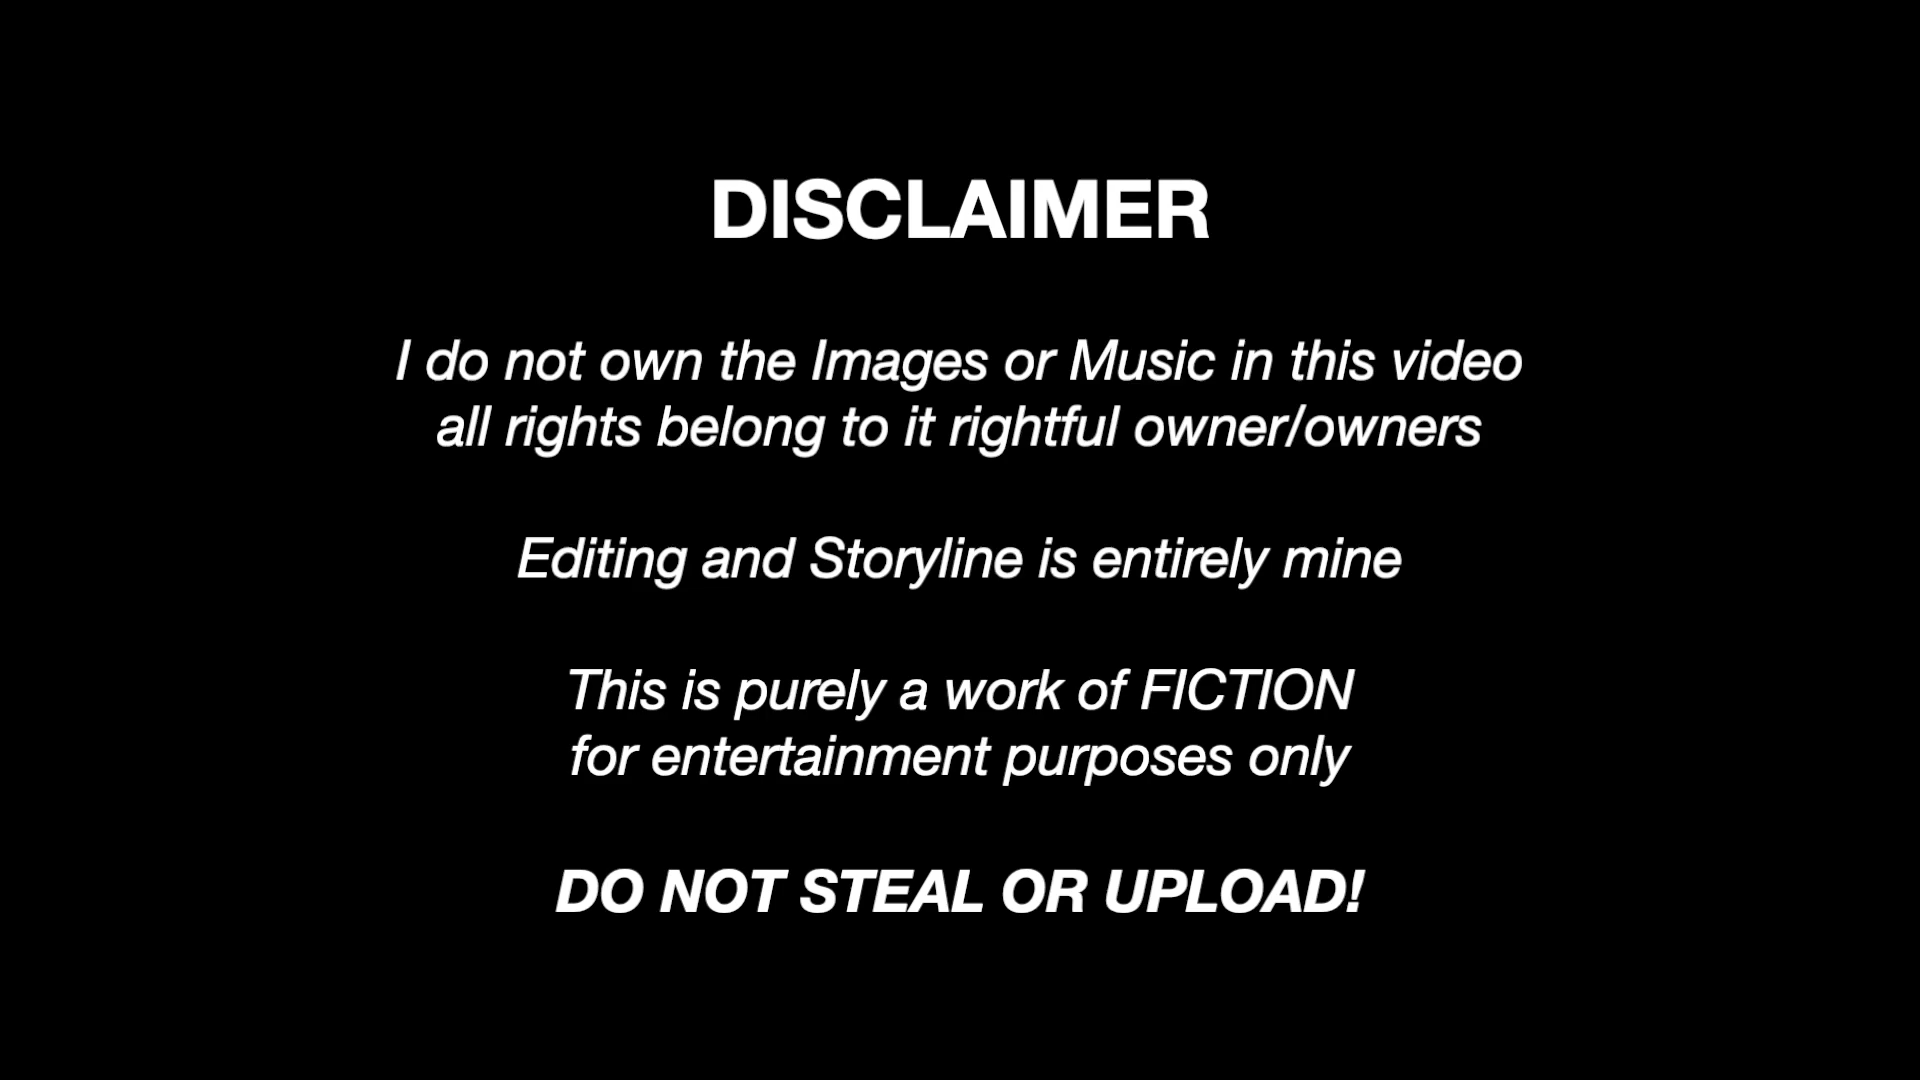 DISCLAIMER
I do not own the Images or Music in this video
all rights belong to it rightful owner/owners
Editing and Storyline is entirely mine
This is purely a work of FICTION
for entertainment purposes only
DO NOT STEAL OR UPLOAD!